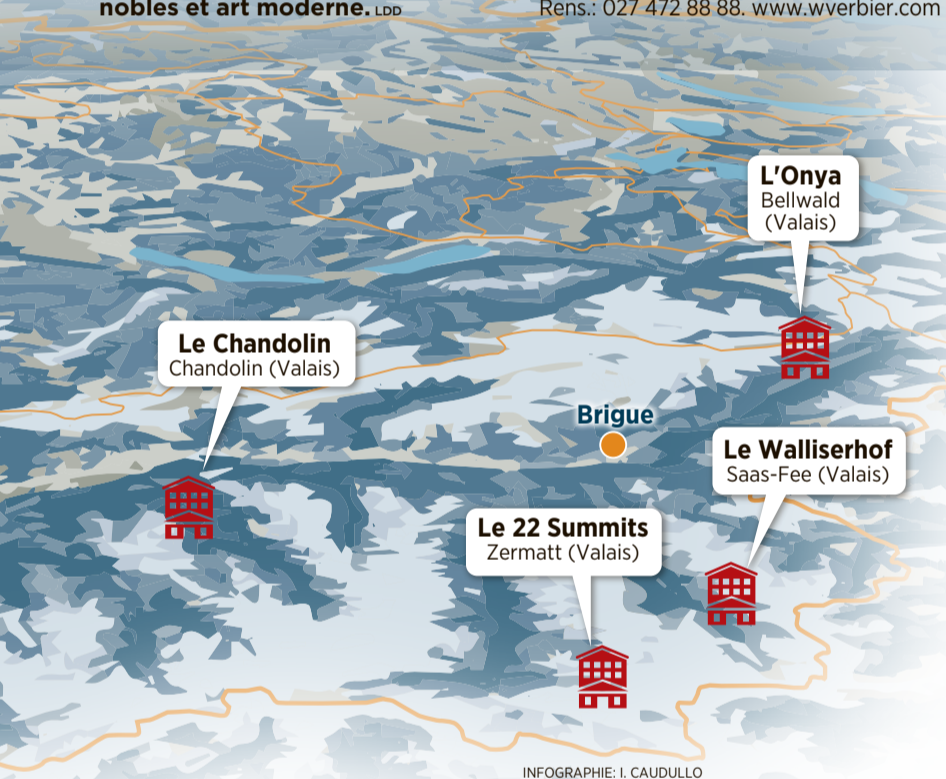 nobles et art moderne. LDD
Rens.: 027 472 88 88. www.wverbier.com
L'Onya
Bellwald
(Valais)
Le Chandolin
Chandolin (Valais)
Brigue
Le Walliserhof
Saas-Fee (Valais)
Le 22 Summits
Zermatt (Valais)
INFOGRAPHIE: I. CAUDULLO